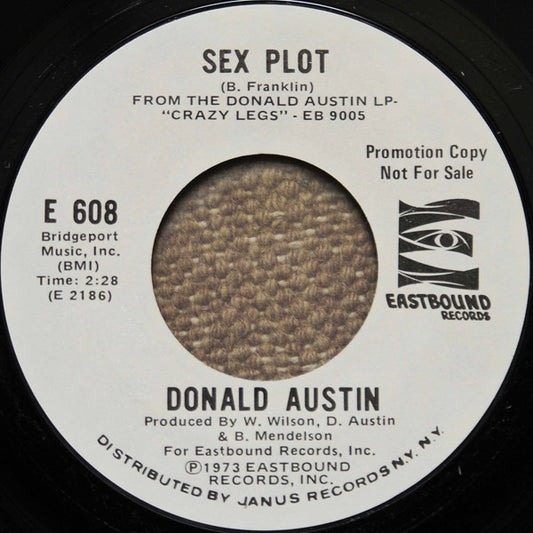 SEX PLOT
(B. Franklin)
FROM THE DONALD AUSTIN LP-
"CRAZY LEGS" - EB 9005
Promotion Copy
Not For Sale
E 608
Bridgeport
Music, Inc.
(BMI)
Time: 2:28
(E 2186)
EASTBOUND
RECORDS
DONALD AUSTIN
Produced By W. Wilson, D. Austin
& B. Mendelson
For Eastbound Records, Inc.
Ⓟ1973 EASTBOUND
RECORDS, INC.
DISTRIBUTED BY JANUS RECORDS N.Y. N.Y.